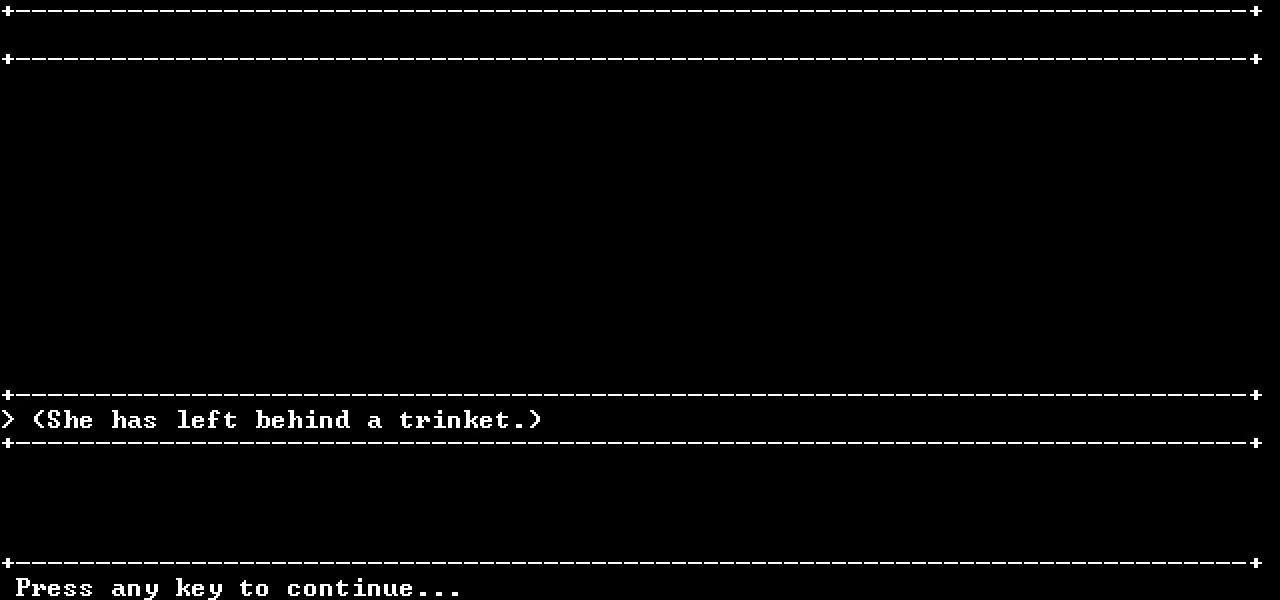 > (She has left behind a trinket.)
Press any key to continue...